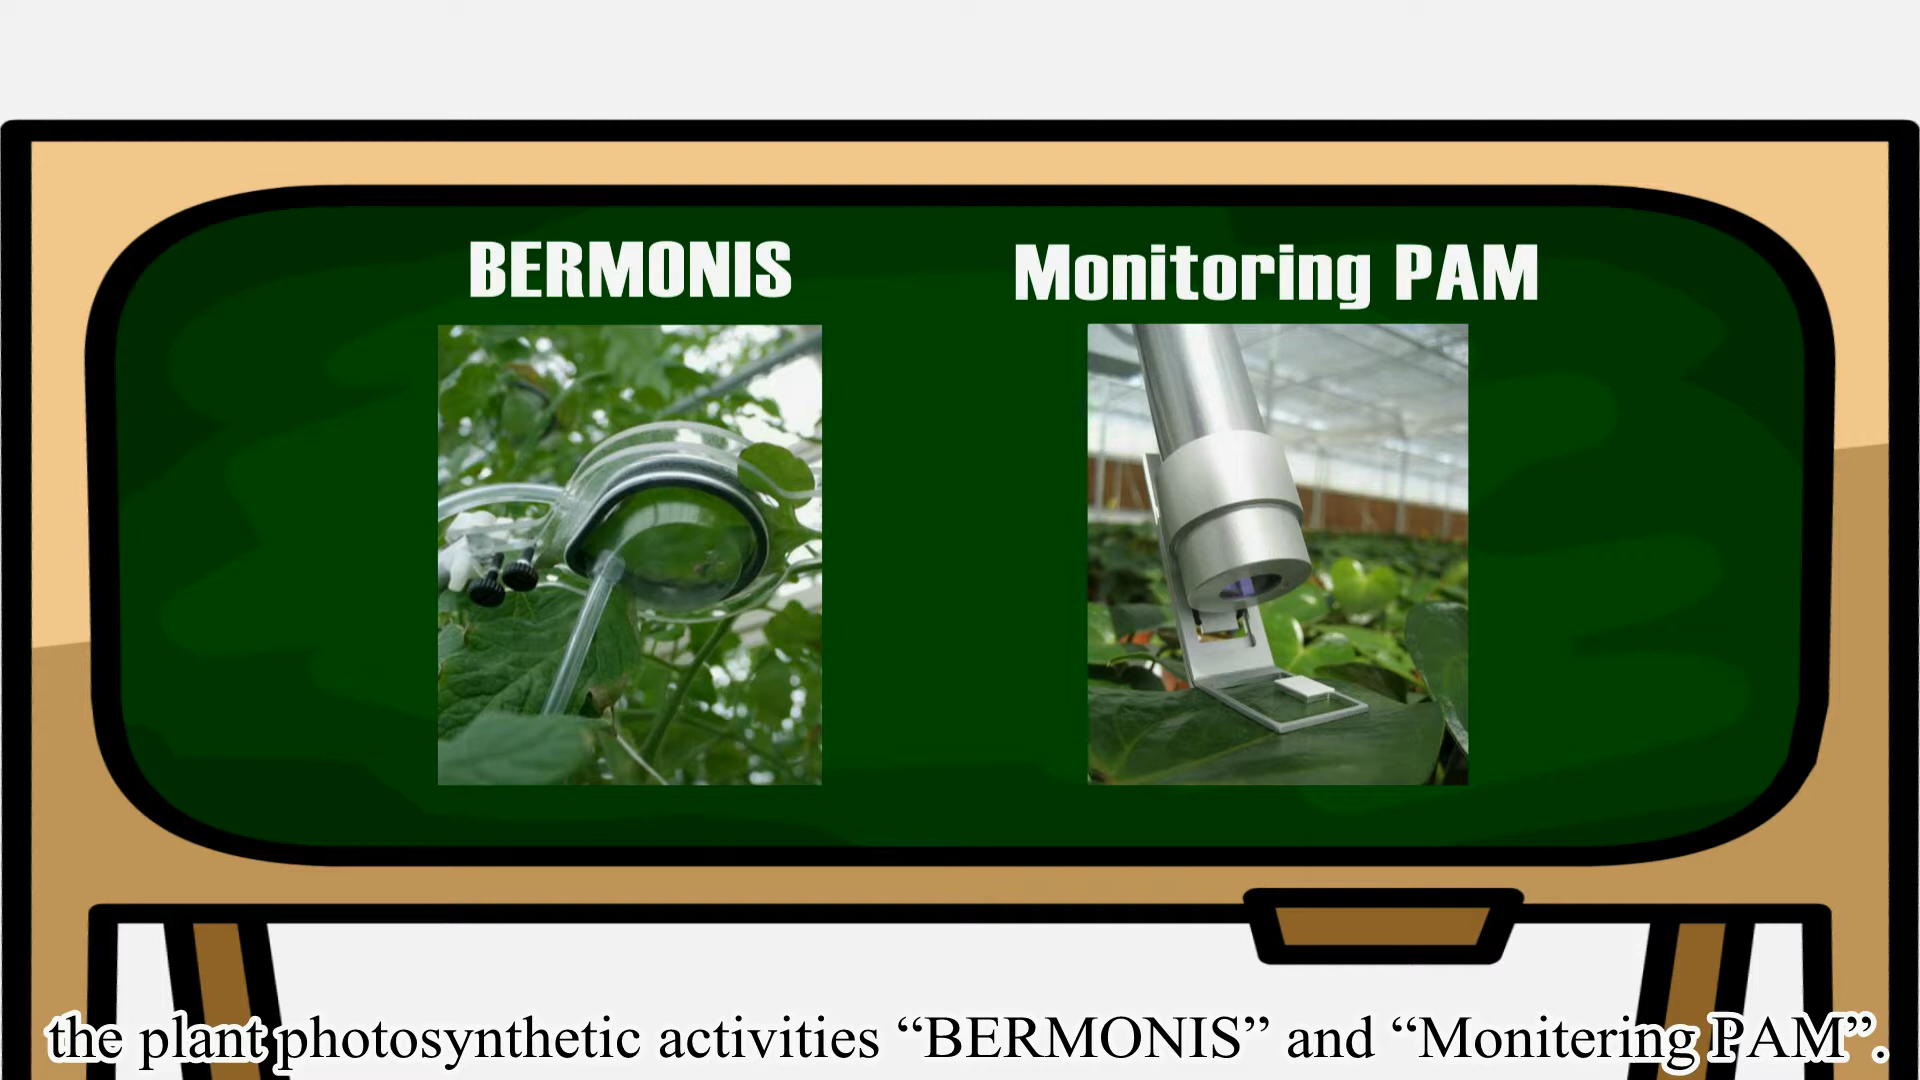 BERMONIS
Monitoring PAM
the plant photosynthetic activities “BERMONIS” and “Monitering PAM”.